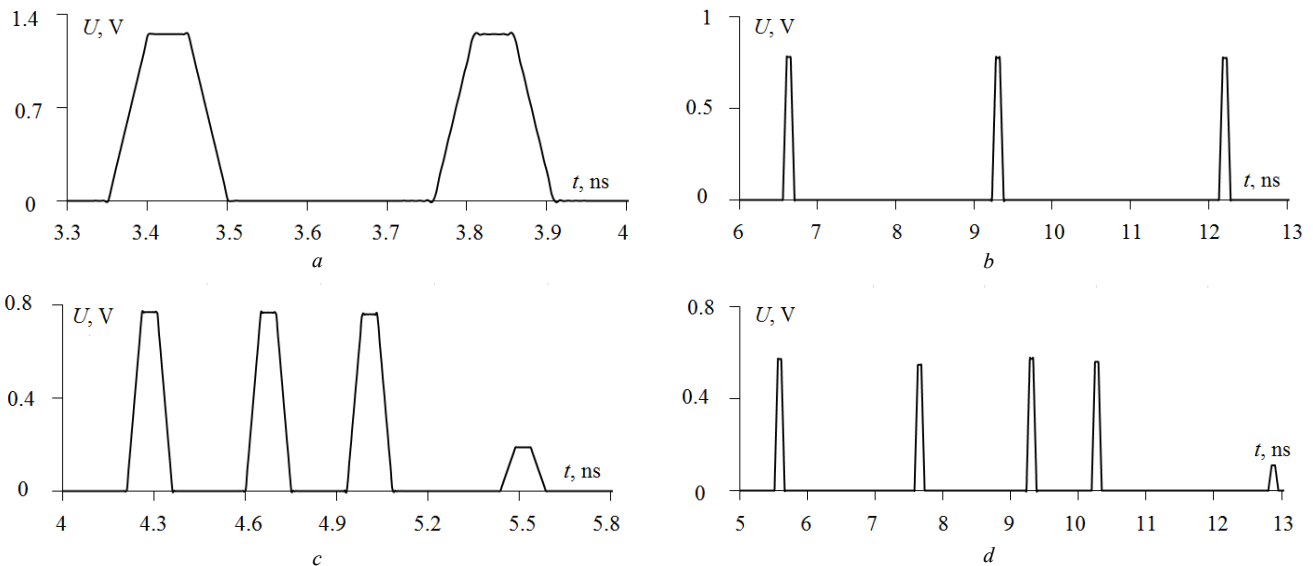 1.4
U, V
0.7
0
t, ns
3.3 3.4 3.5 3.6 3.7 3.8 3.9 4
a
1
U, V
0.5
0
t, ns
6 7 8 9 10 11 12 13
b
0.8
U, V
0.4
0
t, ns
4 4.3 4.6 4.9 5.2 5.5 5.8
c
0.8
U, V
0.4
0
t, ns
5 6 7 8 9 10 11 12 13
d